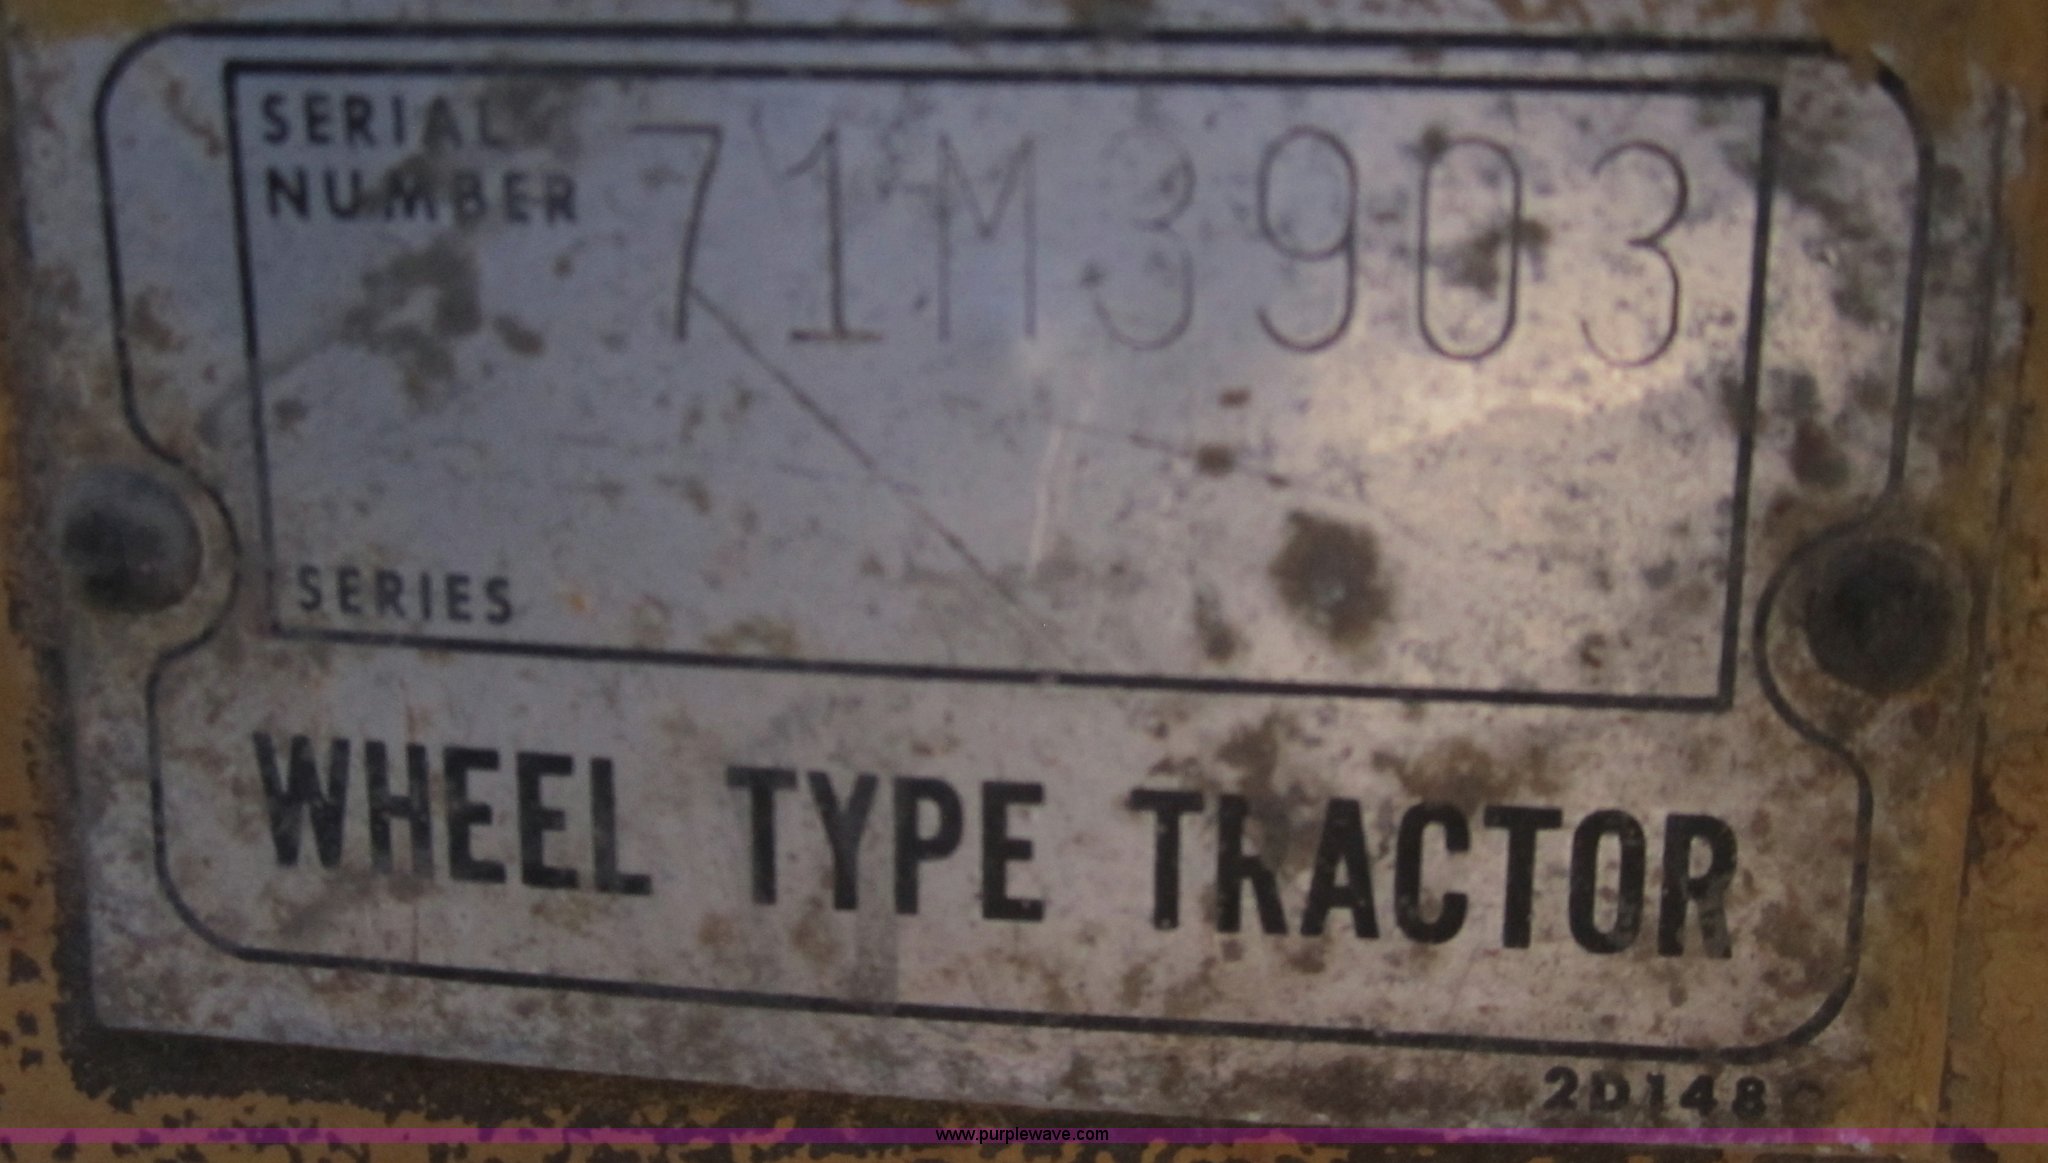 SERIAL
NUMBER 71M3903
SERIES
WHEEL TYPE TRACTOR
2D148
www.purplewave.com